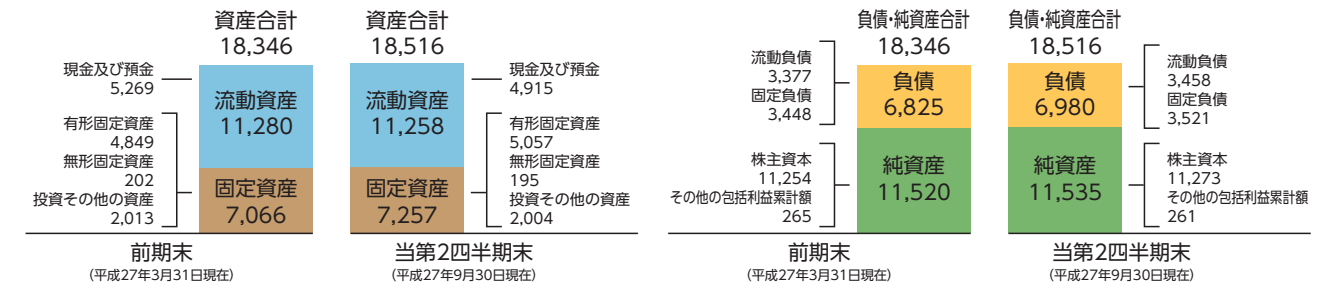 資産合計
18,346
現金及び預金
5,269
有形固定資産
4,849
無形固定資産
202
投資その他の資産
2,013
流動資産
11,280
固定資産
7,066
前期末
(平成27年3月31日現在)
資産合計
18,516
流動資産
11,258
固定資産
7,257
現金及び預金
4,915
有形固定資産
5,057
無形固定資産
195
投資その他の資産
2,004
当第2四半期末
(平成27年9月30日現在)
負債・純資産合計
18,346
流動負債
3,377
固定負債
3,448
株主資本
11,254
その他の包括利益累計額
265
負債
6,825
純資産
11,520
前期末
(平成27年3月31日現在)
負債・純資産合計
18,516
負債
6,980
純資産
11,535
流動負債
3,458
固定負債
3,521
株主資本
11,273
その他の包括利益累計額
261
当第2四半期末
(平成27年9月30日現在)